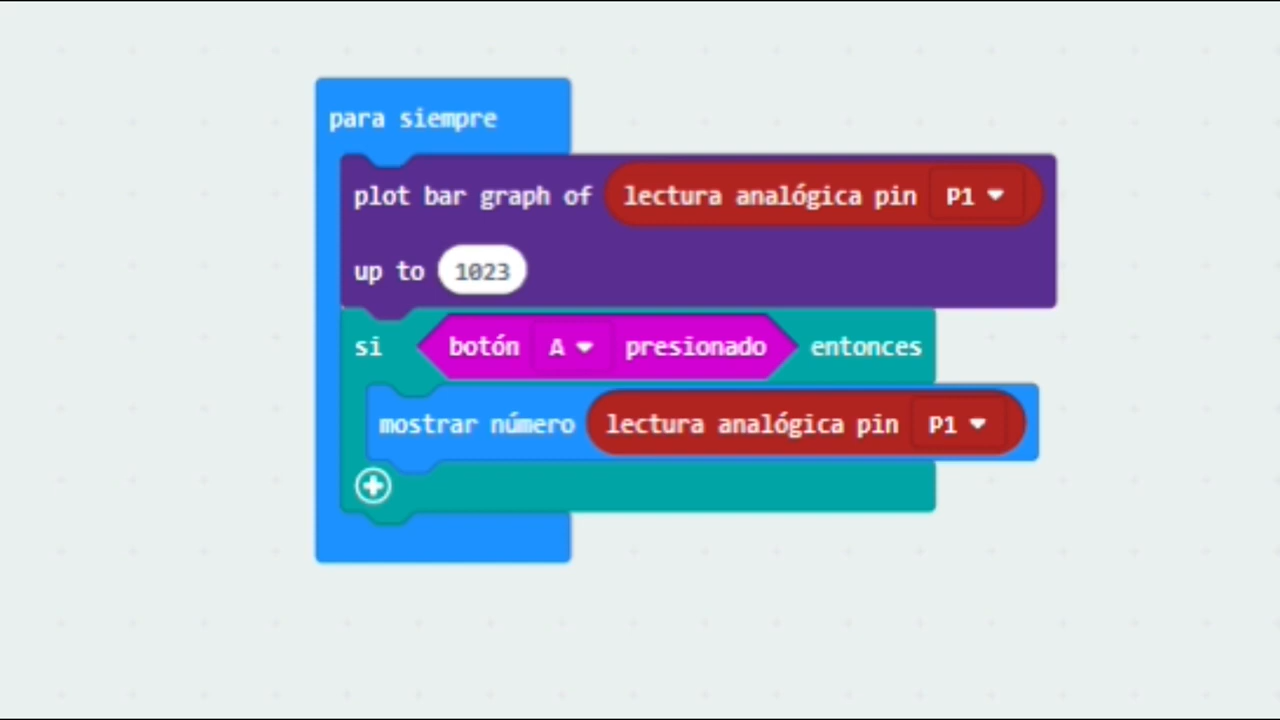 para siempre
plot bar graph of lectura analógica pin P1
up to 1023
si botón A presionado entonces
mostrar número lectura analógica pin P1